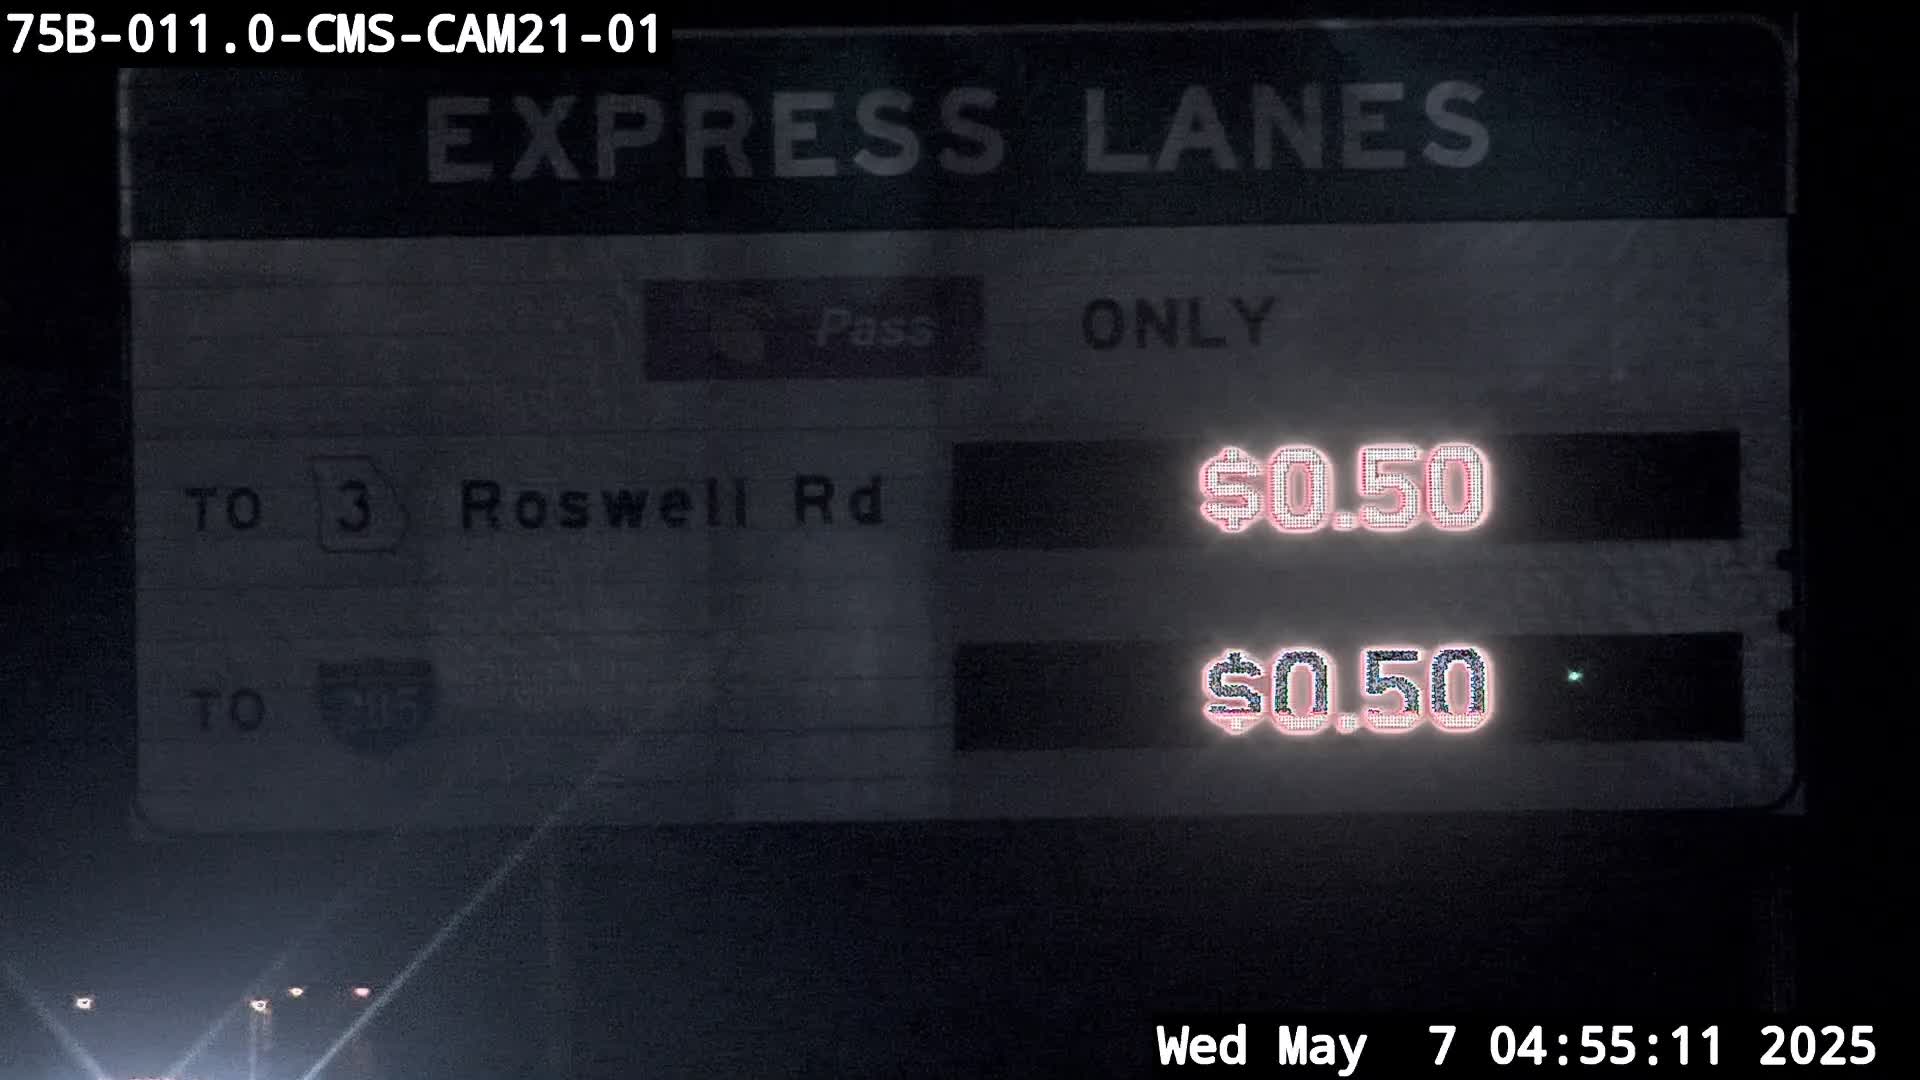 75B-011.0-CMS-CAM21-01
EXPRESS LANES
Pass ONLY
TO 3 Roswell Rd $0.50
TO $0.50
Wed May 7 04:55:11 2025